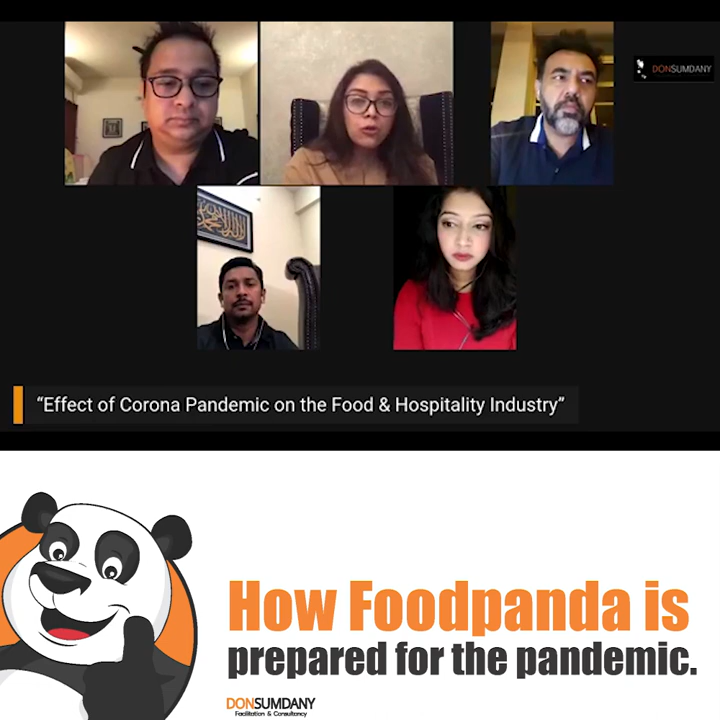 DONSUMDANY
“Effect of Corona Pandemic on the Food & Hospitality Industry”
How Foodpanda is
prepared for the pandemic.
DONSUMDANY
Facilitation & Consultancy